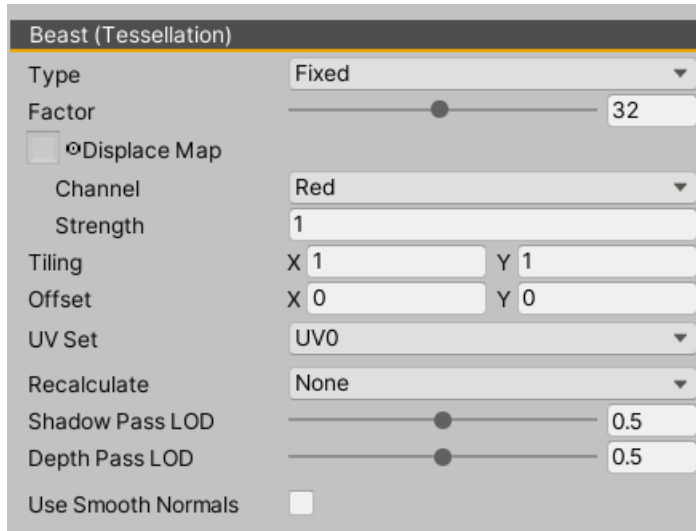 Beast (Tessellation)
Type Fixed
Factor 32
Displace Map
Channel Red
Strength 1
Tiling X 1 Y 1
Offset X 0 Y 0
UV Set UV0
Recalculate None
Shadow Pass LOD 0.5
Depth Pass LOD 0.5
Use Smooth Normals